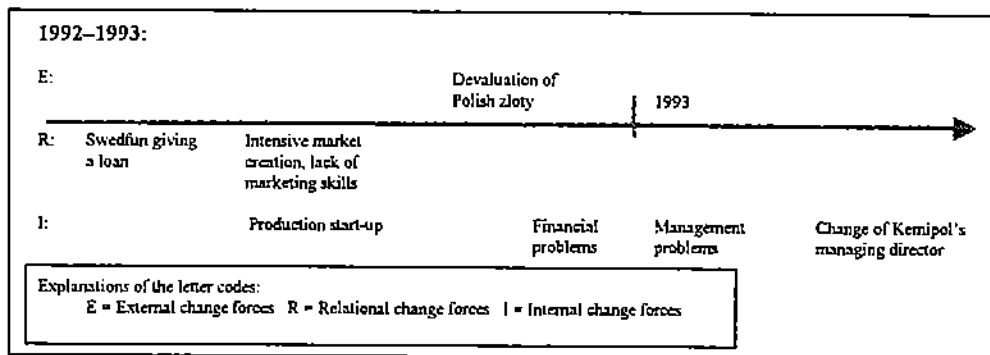 1992–1993:
E:
Devaluation of
Polish zloty
1993
R: Swedfun giving
a loan
Intensive market
creation, lack of
marketing skills
I:
Production start-up
Financial
problems
Management
problems
Change of Kemipol's
managing director
Explanations of the letter codes:
E = External change forces R = Relational change forces I = Internal change forces